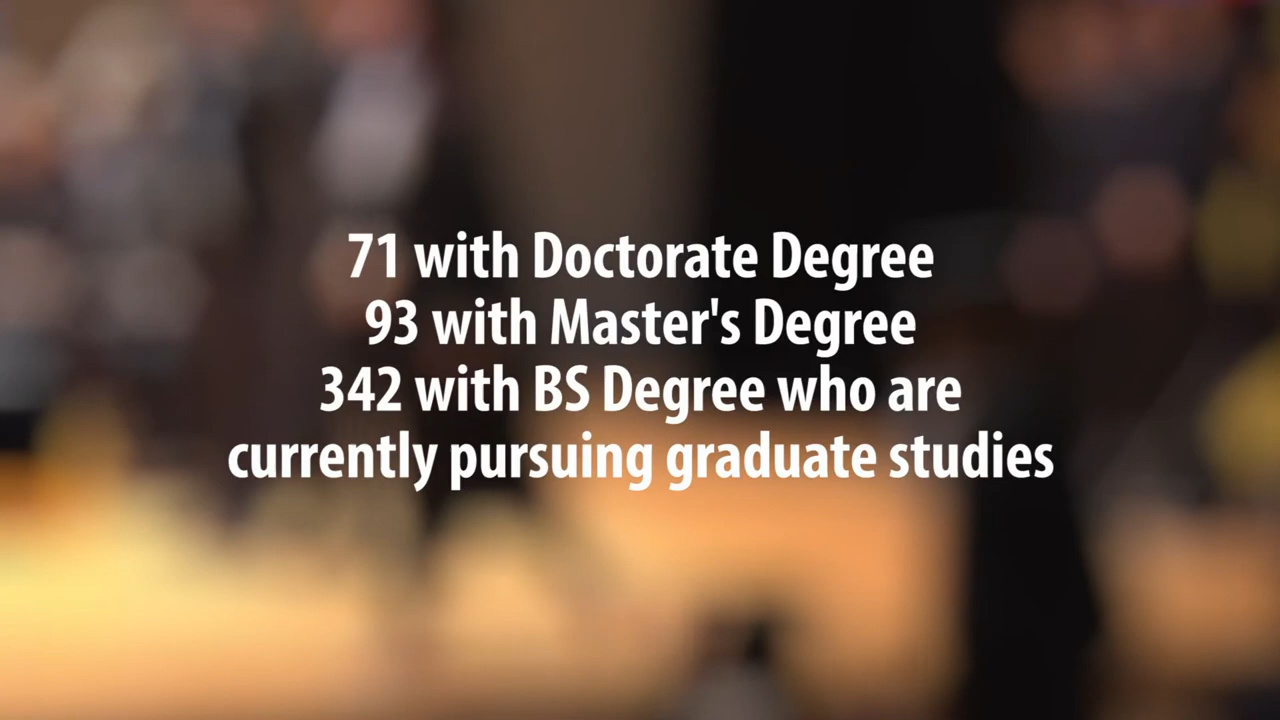 71 with Doctorate Degree
93 with Master's Degree
342 with BS Degree who are
currently pursuing graduate studies